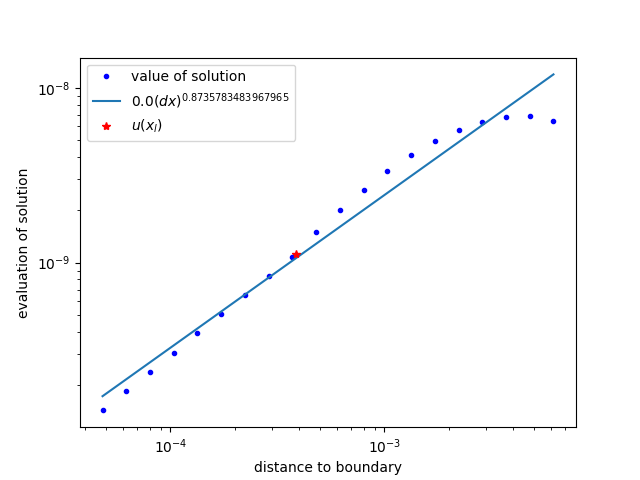 value of solution
0.0(dx)^0.8735783483967965
u(x_l)
10^-8
10^-9
evaluation of solution
10^-4
10^-3
distance to boundary